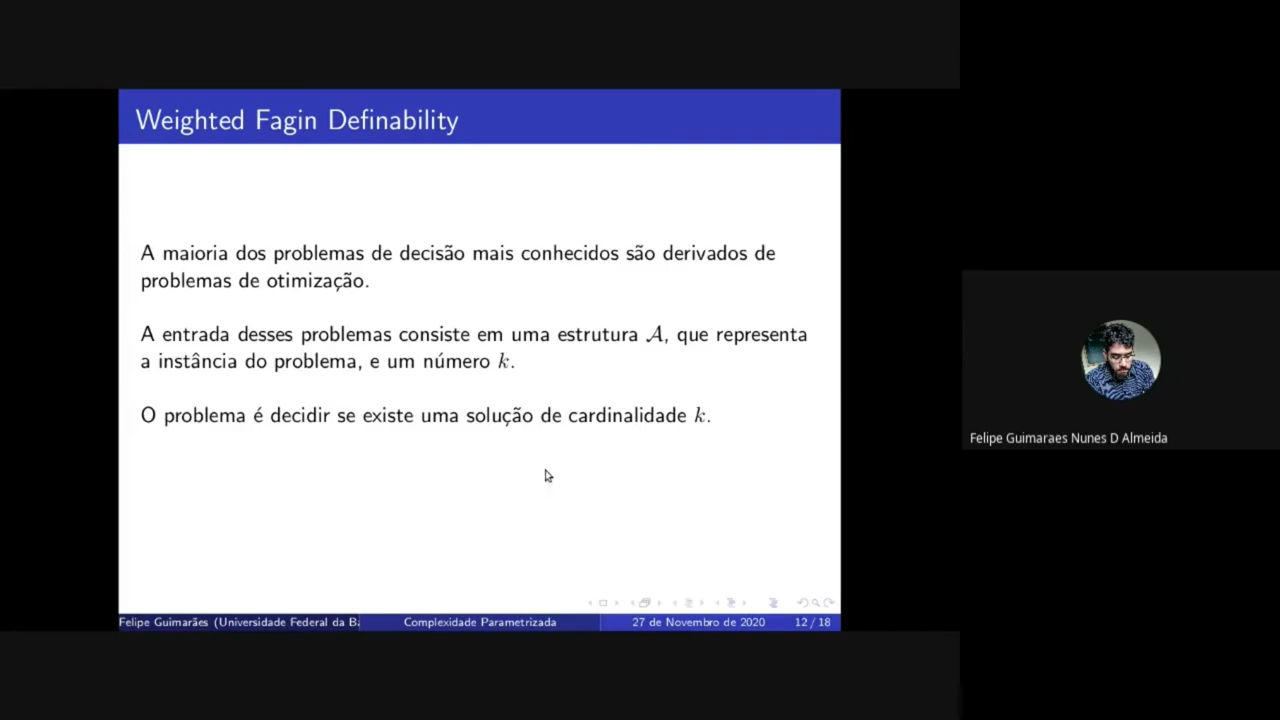 Weighted Fagin Definability
A maioria dos problemas de decisão mais conhecidos são derivados de
problemas de otimização.
A entrada desses problemas consiste em uma estrutura 𝒜, que representa
a instância do problema, e um número k.
O problema é decidir se existe uma solução de cardinalidade k.
Felipe Guimarães (Universidade Federal da Ba
Complexidade Parametrizada
27 de Novembro de 2020
12 / 18
Felipe Guimaraes Nunes D Almeida